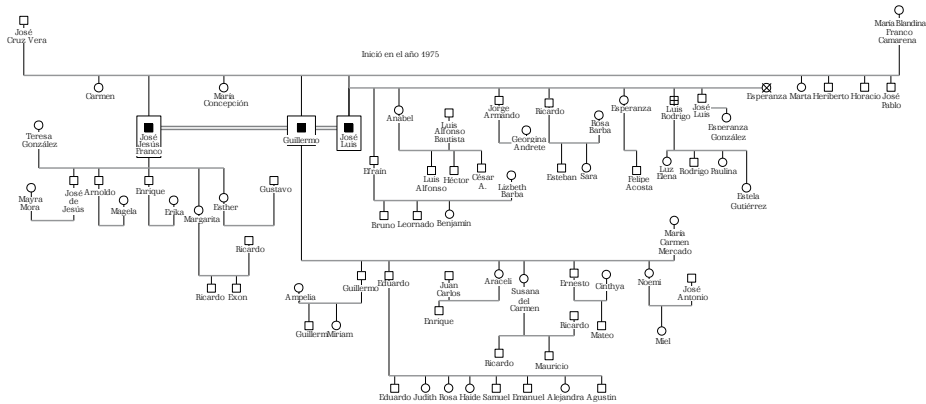 José
Cruz Vera
María Blandina
Franco
Camarena
Inició en el año 1975
Carmen
María
Concepción
Esperanza
Marta
Heriberto
Horacio
José
Pablo
Teresa
González
José
Jesús
Franco
Guillermo
José
Luis
Anabel
Luis
Alfonso
Bautista
Jorge
Armando
Georgina
Andrete
Ricardo
Rosa
Barba
Esperanza
Luis
Rodrigo
José
Luis
Esperanza
González
Efraín
Luis
Alfonso
Héctor
César
A.
Lizbeth
Barba
Esteban
Sara
Felipe
Acosta
Luz
Elena
Rodrigo
Paulina
Estela
Gutiérrez
Mayra
Mora
José
de
Jesús
Arnoldo
Magela
Enrique
Erika
Margarita
Esther
Gustavo
Bruno
Leornado
Benjamin
María
Carmen
Mercado
Ricardo
Ricardo
Exon
Ampelia
Guillermo
Eduardo
Juan
Carlos
Araceli
Susana
del
Carmen
Ernesto
Cinthya
Noemi
José
Antonio
Guillerm
Miriam
Enrique
Ricardo
Mateo
Miel
Ricardo
Mauricio
Eduardo
Judith
Rosa
Haide
Samuel
Emanuel
Alejandra
Agustin